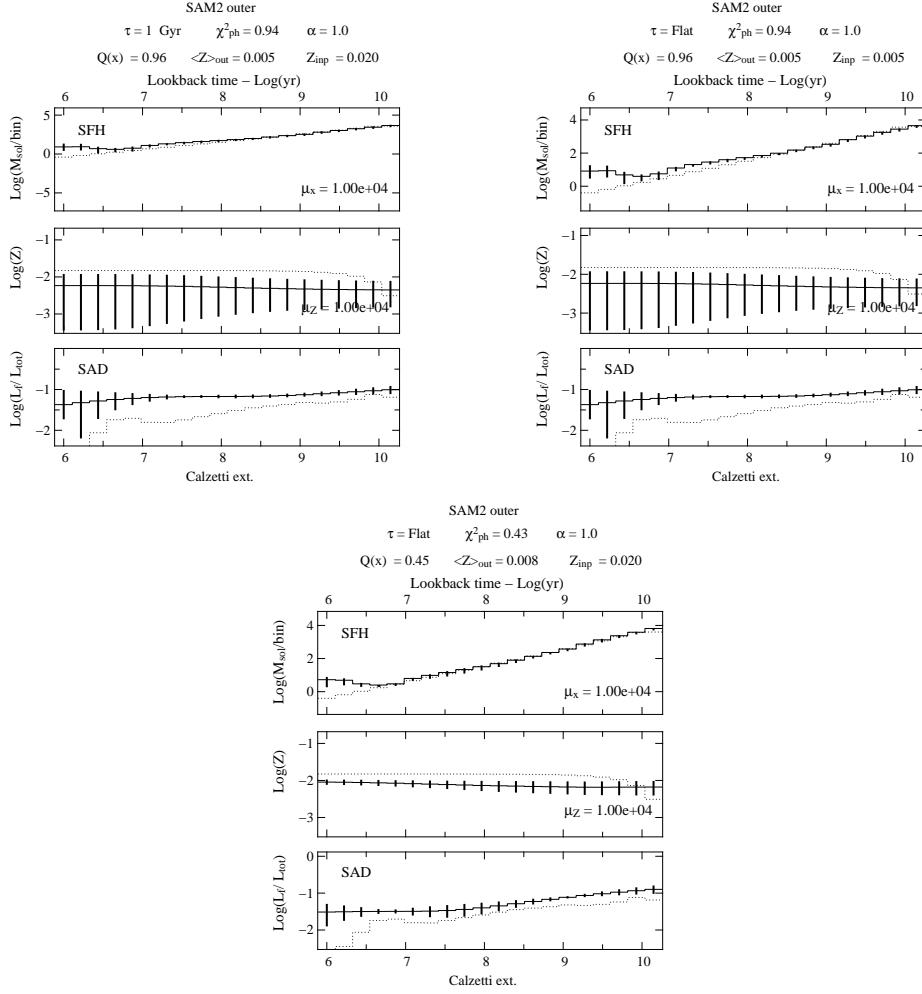 SAM2 outer
τ = 1 Gyr χ²ph = 0.94 α = 1.0
Q(x) = 0.96 <Z>out = 0.005 Zinp = 0.020
Lookback time − Log(yr)
6 7 8 9 10
5
0
−5
Log(Msol/bin)
SFH
μx = 1.00e+04
−1
−2
−3
Log(Z)
μZ = 1.00e+04
−1
−2
Log(Lf/ Ltot)
SAD
6 7 8 9 10
Calzetti ext.
SAM2 outer
τ = Flat χ²ph = 0.94 α = 1.0
Q(x) = 0.96 <Z>out = 0.005 Zinp = 0.005
Lookback time − Log(yr)
6 7 8 9 10
4
2
0
Log(Msol/bin)
SFH
μx = 1.00e+04
−1
−2
−3
Log(Z)
μZ = 1.00e+04
−1
−2
Log(Lf/ Ltot)
SAD
6 7 8 9 10
Calzetti ext.
SAM2 outer
τ = Flat χ²ph = 0.43 α = 1.0
Q(x) = 0.45 <Z>out = 0.008 Zinp = 0.020
Lookback time − Log(yr)
6 7 8 9 10
4
2
0
Log(Msol/bin)
SFH
μx = 1.00e+04
−1
−2
−3
Log(Z)
μZ = 1.00e+04
0
−1
−2
Log(Lf/ Ltot)
SAD
6 7 8 9 10
Calzetti ext.